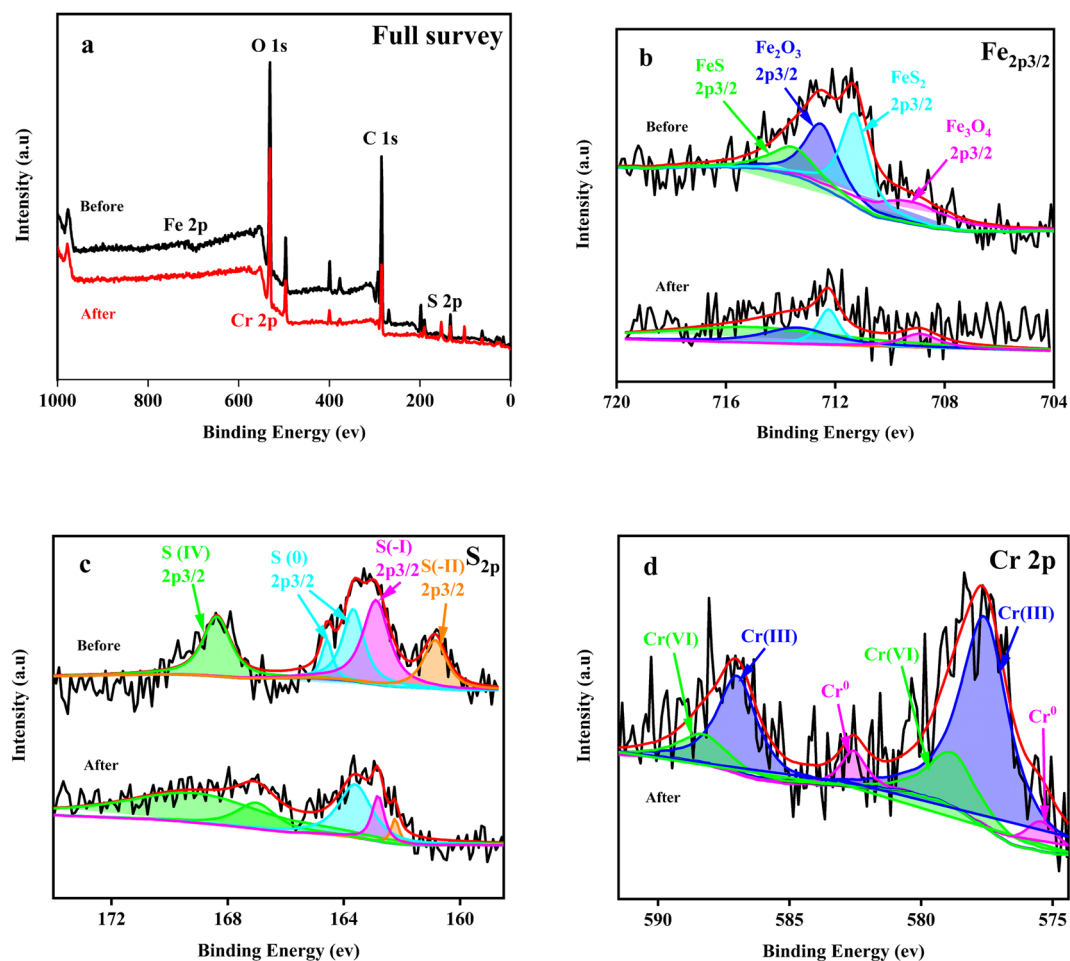 a
Full survey
O 1s
C 1s
Before
Fe 2p
S 2p
After
Cr 2p
Intensity (a.u)
1000
800
600
400
200
0
Binding Energy (ev)
b
Fe2p3/2
Fe2O3
2p3/2
FeS
2p3/2
FeS2
2p3/2
Before
Fe3O4
2p3/2
After
Intensity (a.u)
720
716
712
708
704
Binding Energy (ev)
c
S (IV)
2p3/2
S (0)
2p3/2
S(-I)
2p3/2
S(-II)
2p3/2
S2p
Before
After
Intensity (a.u)
172
168
164
160
Binding Energy (ev)
d
Cr 2p
Cr(VI)
Cr(III)
Cr0
Cr(VI)
Cr(III)
Cr0
After
Intensity (a.u)
590
585
580
575
Binding Energy (ev)